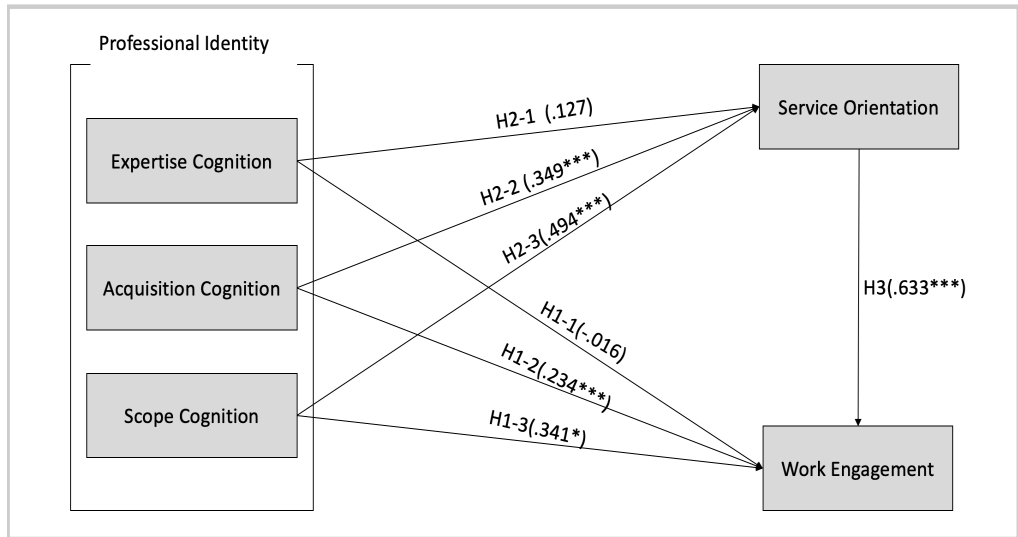 Professional Identity
Expertise Cognition
Acquisition Cognition
Scope Cognition
H2-1 (.127)
H2-2 (.349***)
H2-3(.494***)
H1-1(-.016)
H1-2(.234***)
H1-3(.341*)
Service Orientation
H3(.633***)
Work Engagement